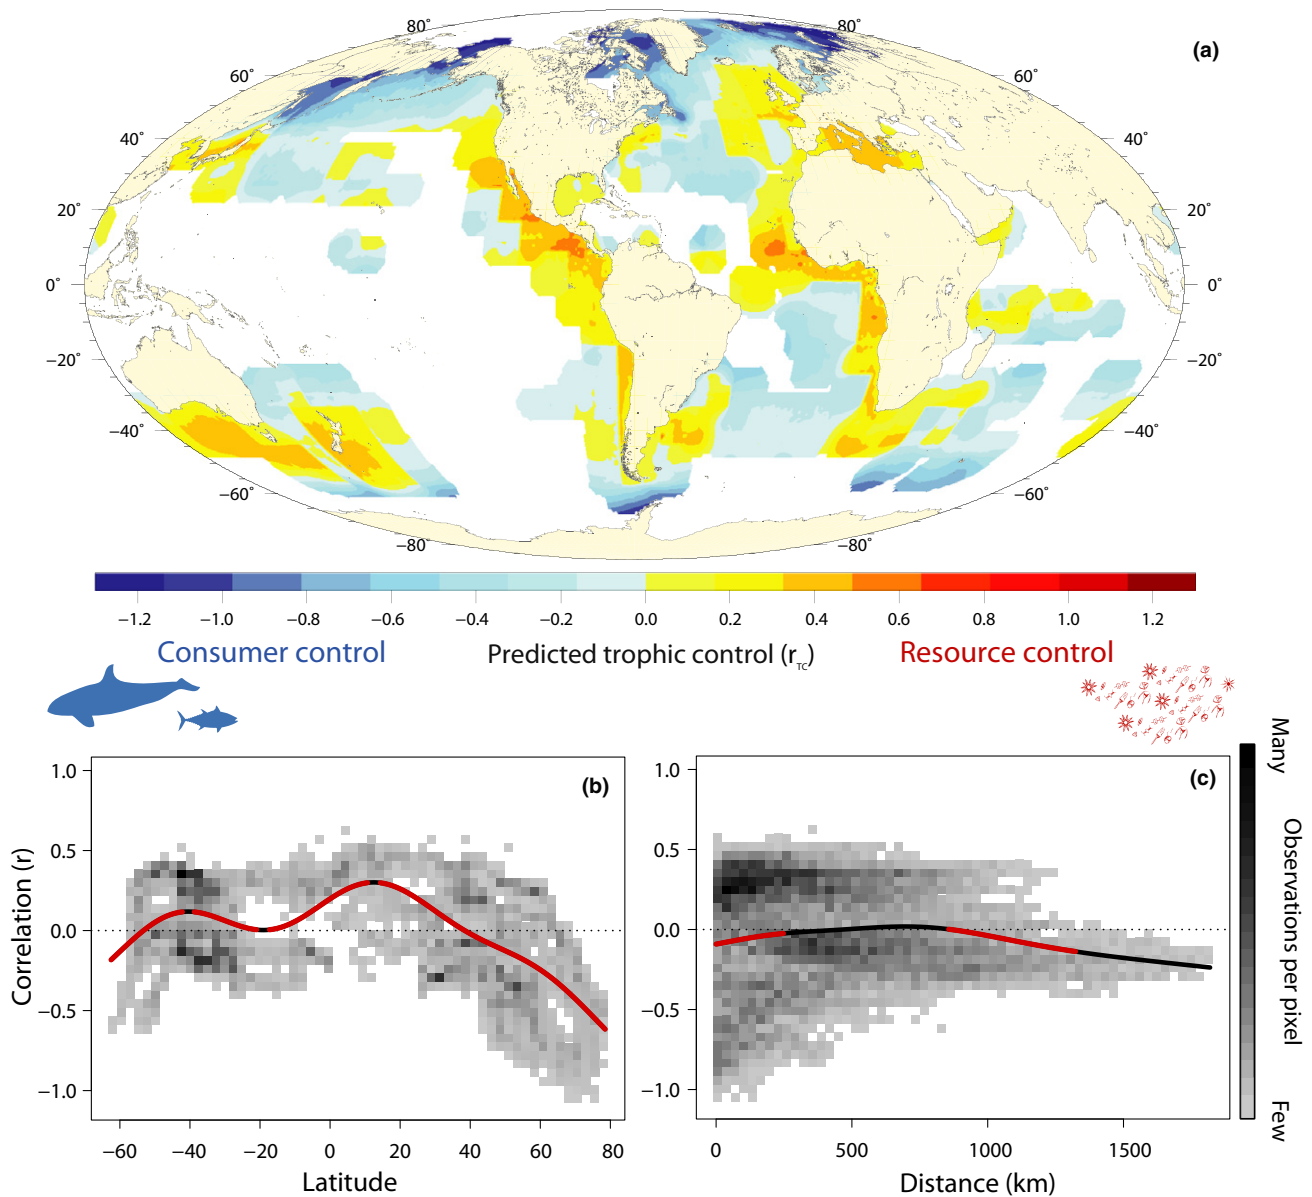 80˚
80˚
(a)
60˚
60˚
40˚
40˚
20˚
20˚
0˚
0˚
−20˚
−20˚
−40˚
−40˚
−60˚
−60˚
−80˚
−80˚
−1.2 −1.0 −0.8 −0.6 −0.4 −0.2 0.0 0.2 0.4 0.6 0.8 1.0 1.2
Consumer control Predicted trophic control (rTC) Resource control
(b)
1.0
0.5
0.0
−0.5
−1.0
Correlation (r)
−60 −40 −20 0 20 40 60 80
Latitude
(c)
1.0
0.5
0.0
−0.5
−1.0
0 500 1000 1500
Distance (km)
Many
Observations per pixel
Few